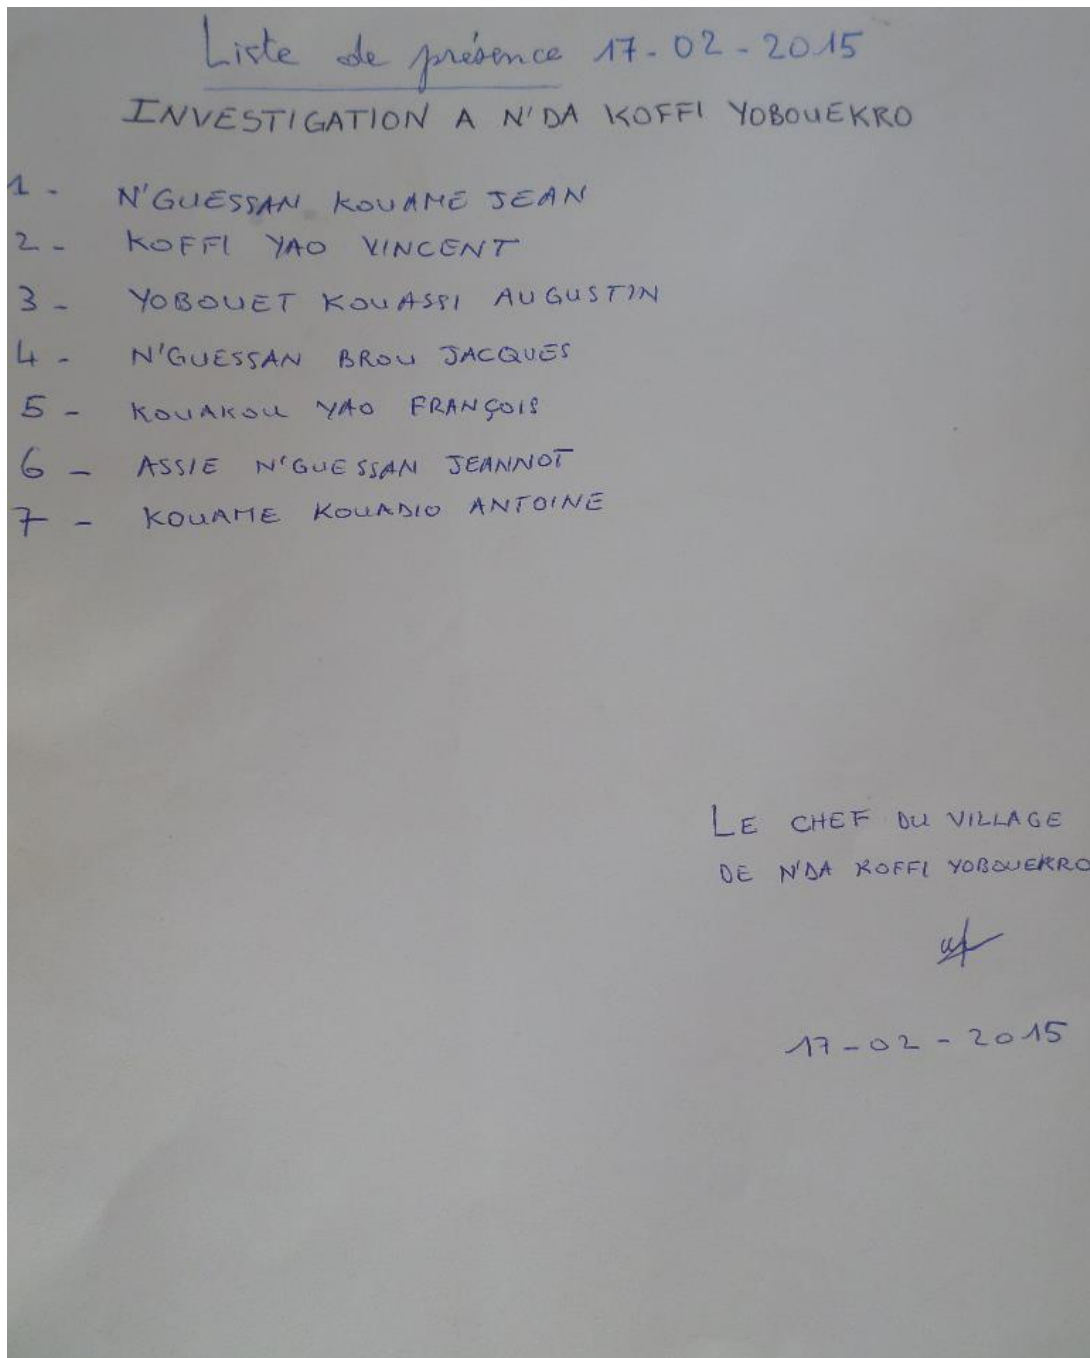 Liste de présence 17-02-2015
INVESTIGATION A N'DA KOFFI YOBOUEKRO
1 - N'GUESSAN KOUAME JEAN
2 - KOFFI YAO VINCENT
3 - YOBOUET KOUASSI AUGUSTIN
4 - N'GUESSAN BROU JACQUES
5 - KOUAKOU YAO FRANÇOIS
6 - ASSIE N'GUESSAN JEANNOT
7 - KOUAME KOUADIO ANTOINE
LE CHEF DU VILLAGE
DE N'DA KOFFI YOBOUEKRO
17-02-2015